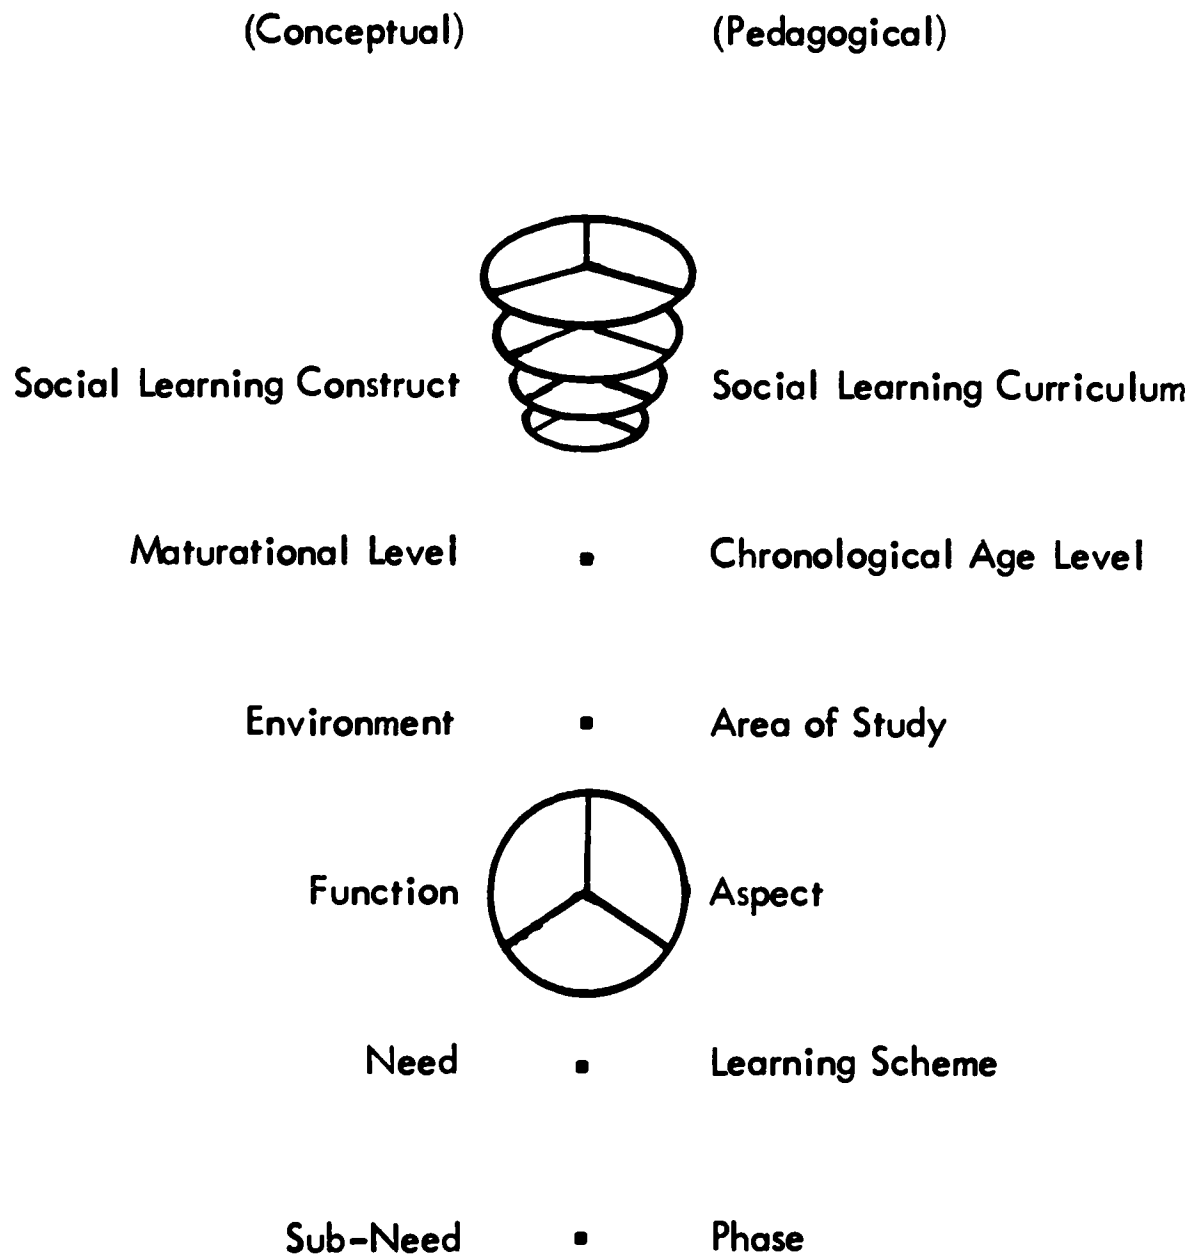 (Conceptual) (Pedagogical)
Social Learning Construct Social Learning Curriculum
Maturational Level Chronological Age Level
Environment Area of Study
Function Aspect
Need Learning Scheme
Sub-Need Phase